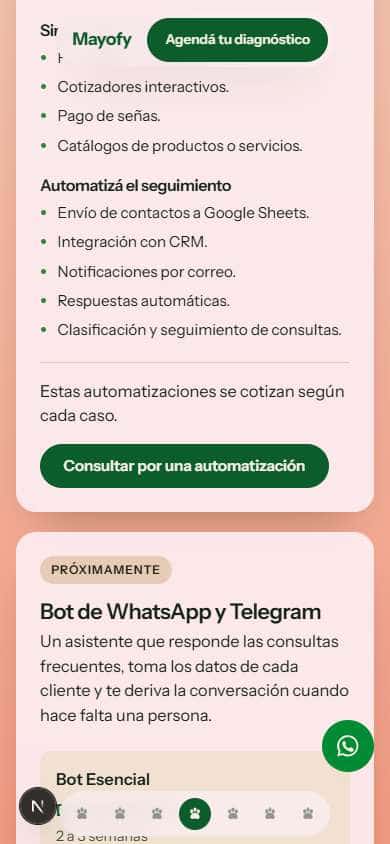 Mayofy
Agendá tu diagnóstico
Cotizadores interactivos.
Pago de señas.
Catálogos de productos o servicios.
Automatizá el seguimiento
Envío de contactos a Google Sheets.
Integración con CRM.
Notificaciones por correo.
Respuestas automáticas.
Clasificación y seguimiento de consultas.
Estas automatizaciones se cotizan según
cada caso.
Consultar por una automatización
PRÓXIMAMENTE
Bot de WhatsApp y Telegram
Un asistente que responde las consultas
frecuentes, toma los datos de cada
cliente y te deriva la conversación cuando
hace falta una persona.
Bot Esencial
N
2 a 3 semanas